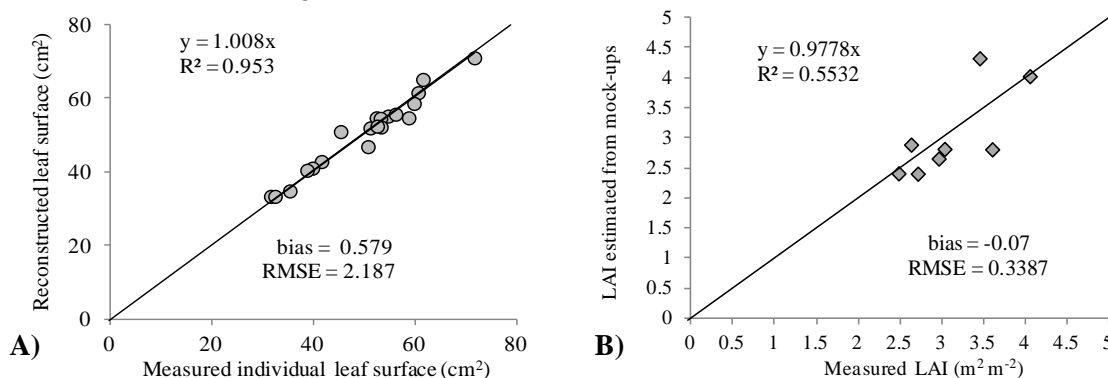 y = 1.008x
R² = 0.953
bias = 0.579
RMSE = 2.187
Reconstructed leaf surface (cm²)
80
60
40
20
0
0 20 40 60 80
A)
Measured individual leaf surface (cm²)
y = 0.9778x
R² = 0.5532
bias = -0.07
RMSE = 0.3387
LAI estimated from mock-ups
5
4.5
4
3.5
3
2.5
2
1.5
1
0.5
0
0 0.5 1 1.5 2 2.5 3 3.5 4 4.5 5
B)
Measured LAI (m² m⁻²)